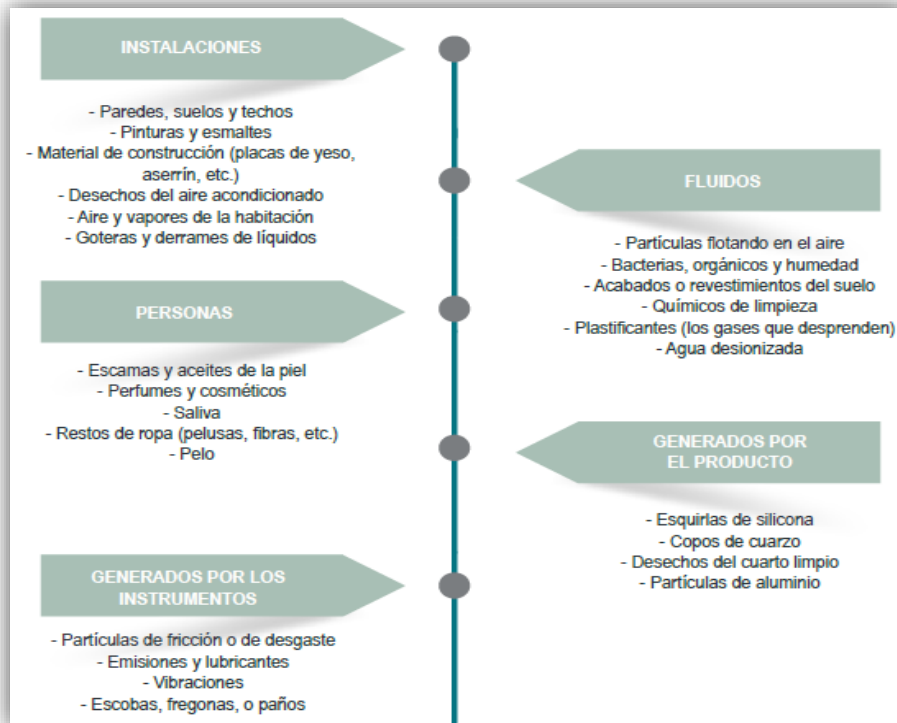 INSTALACIONES
- Paredes, suelos y techos
- Pinturas y esmaltes
- Material de construcción (placas de yeso,
aserrín, etc.)
- Desechos del aire acondicionado
- Aire y vapores de la habitación
- Goteras y derrames de líquidos
FLUIDOS
- Partículas flotando en el aire
- Bacterias, orgánicos y humedad
- Acabados o revestimientos del suelo
- Químicos de limpieza
- Plastificantes (los gases que desprenden)
- Agua desionizada
PERSONAS
- Escamas y aceites de la piel
- Perfumes y cosméticos
- Saliva
- Restos de ropa (pelusas, fibras, etc.)
- Pelo
GENERADOS POR
EL PRODUCTO
- Esquirlas de silicona
- Copos de cuarzo
- Desechos del cuarto limpio
- Partículas de aluminio
GENERADOS POR LOS
INSTRUMENTOS
- Partículas de fricción o de desgaste
- Emisiones y lubricantes
- Vibraciones
- Escobas, fregonas, o paños